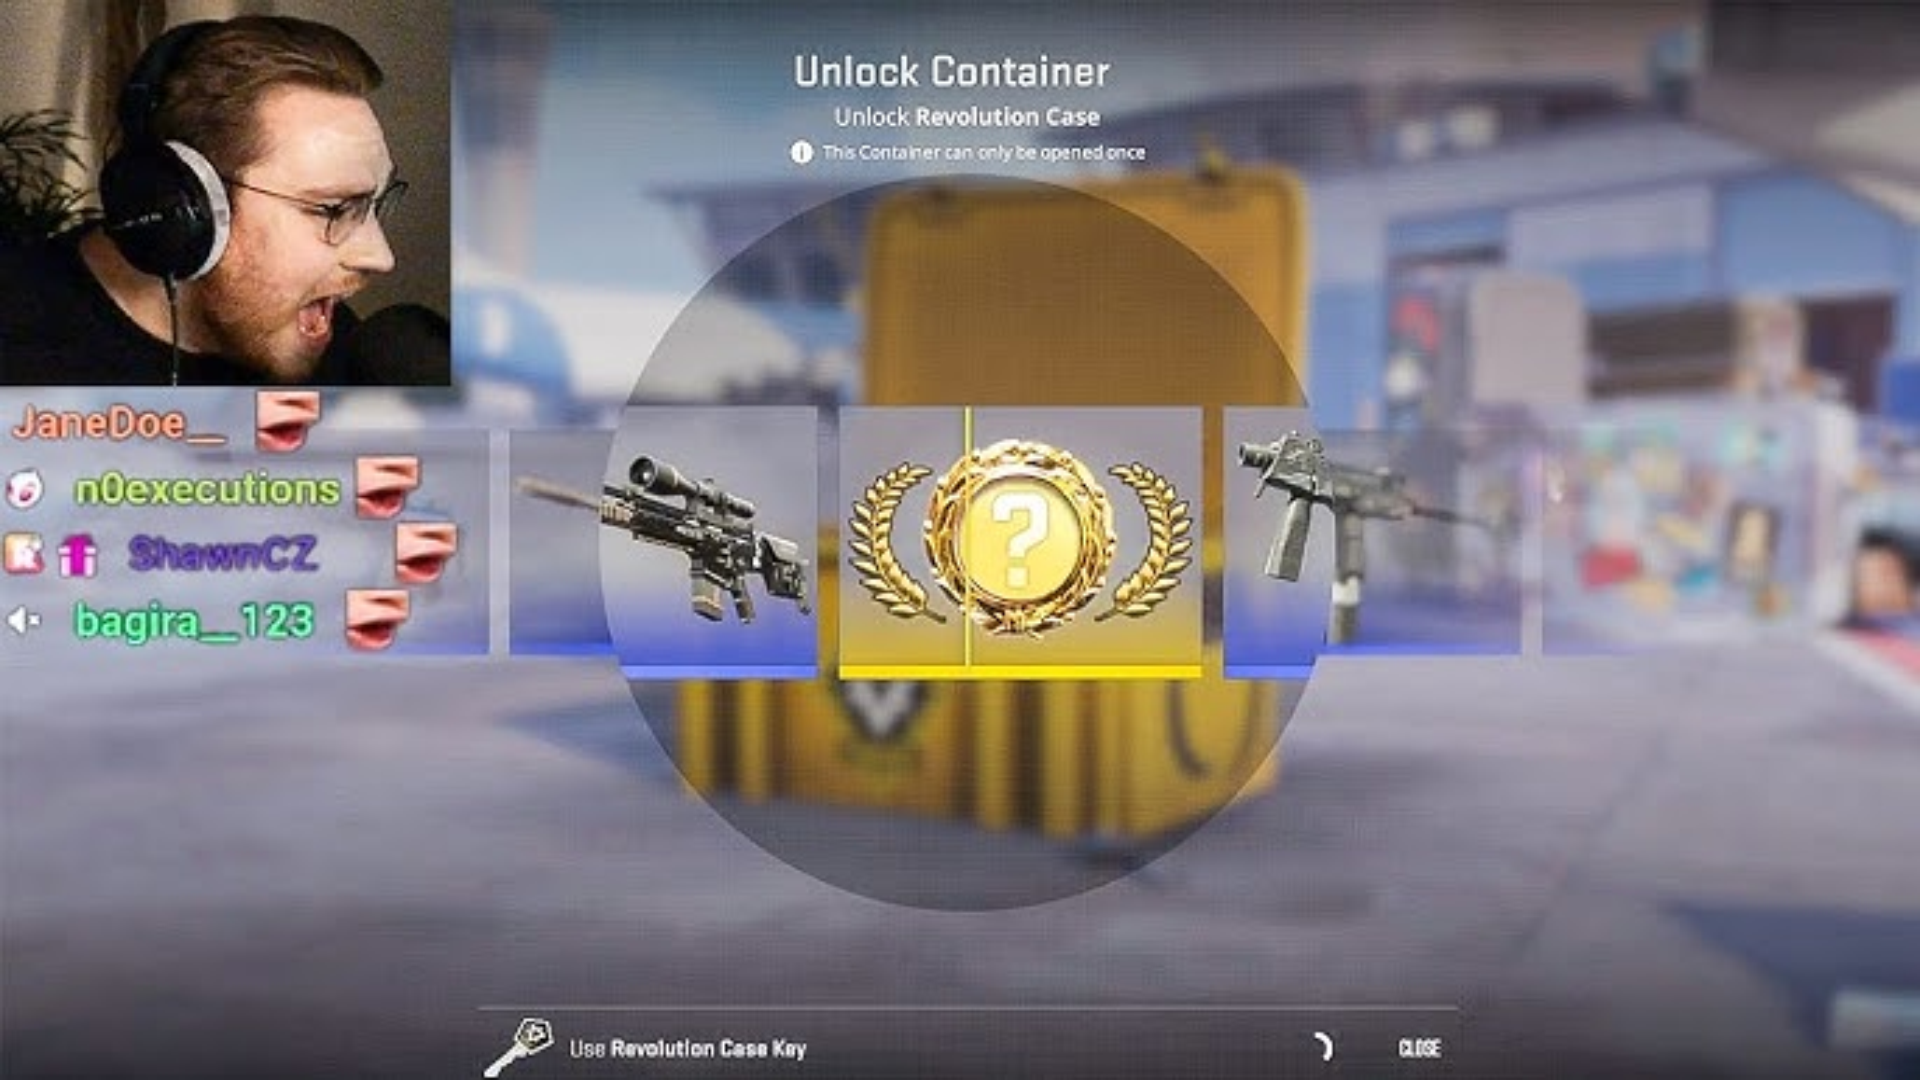 Unlock Container
Unlock Revolution Case
This Container can only be opened once
JaneDoe__
n0executions
ShawnCZ
bagira__123
?
Use Revolution Case Key
CLOSE